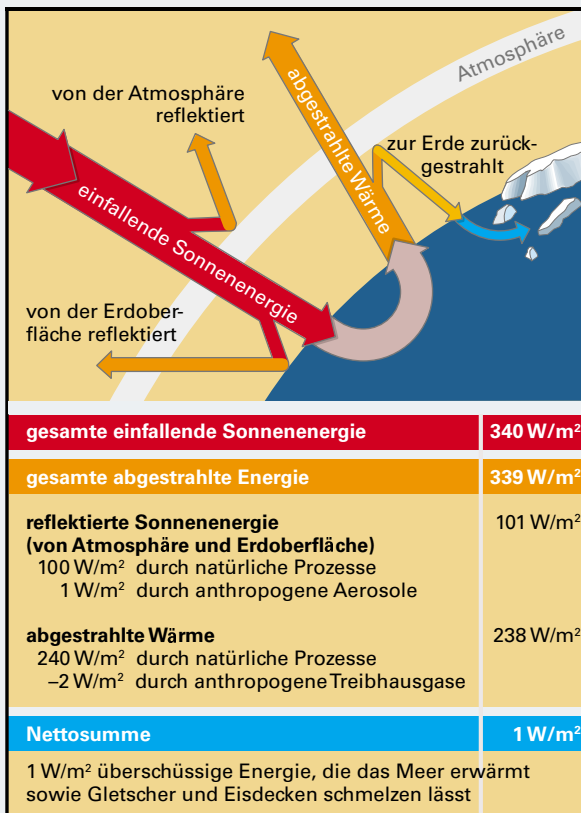 Atmosphäre
von der Atmosphäre
reflektiert
abgestrahlte Wärme
zur Erde zurück-
gestrahlt
einfallende Sonnenenergie
von der Erdober-
fläche reflektiert
gesamte einfallende Sonnenenergie 340 W/m²
gesamte abgestrahlte Energie 339 W/m²
reflektierte Sonnenenergie 101 W/m²
(von Atmosphäre und Erdoberfläche)
100 W/m² durch natürliche Prozesse
1 W/m² durch anthropogene Aerosole
abgestrahlte Wärme 238 W/m²
240 W/m² durch natürliche Prozesse
–2 W/m² durch anthropogene Treibhausgase
Nettosumme 1 W/m²
1 W/m² überschüssige Energie, die das Meer erwärmt
sowie Gletscher und Eisdecken schmelzen lässt